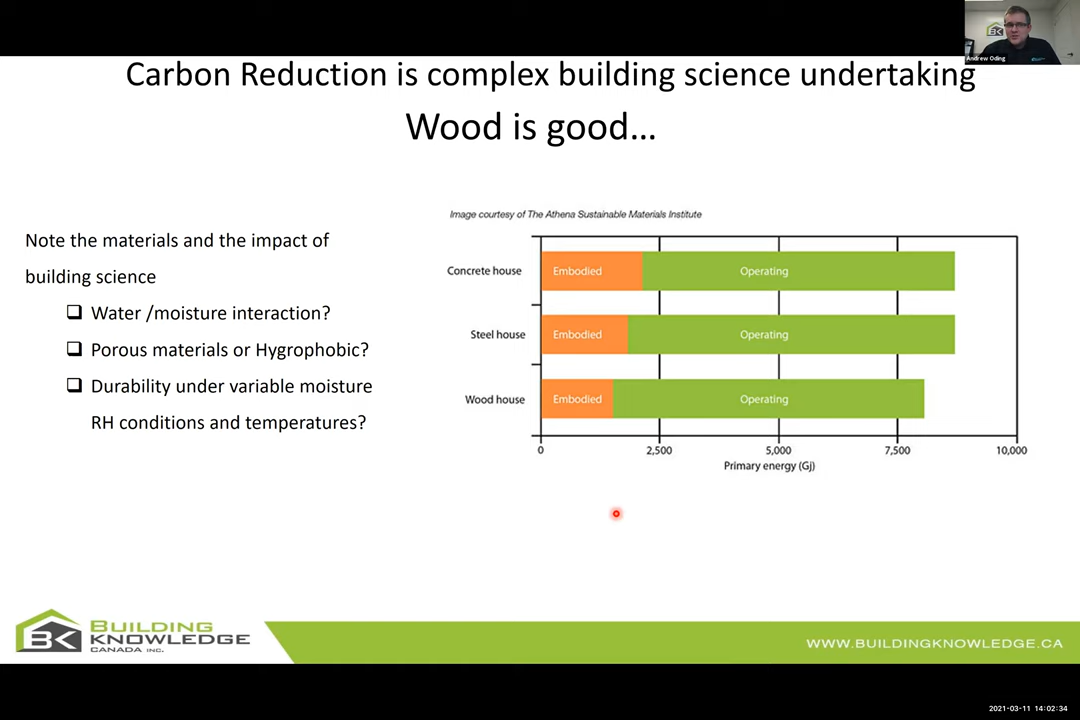 BK
Andrew Oding
Carbon Reduction is complex building science undertaking
Wood is good…
Note the materials and the impact of
building science
❑ Water /moisture interaction?
❑ Porous materials or Hygrophobic?
❑ Durability under variable moisture
RH conditions and temperatures?
Image courtesy of The Athena Sustainable Materials Institute
Concrete house
Embodied
Operating
Steel house
Embodied
Operating
Wood house
Embodied
Operating
0
2,500
5,000
7,500
10,000
Primary energy (Gj)
BK
BUILDING
KNOWLEDGE
CANADA INC.
WWW.BUILDINGKNOWLEDGE.CA
2021-03-11 14:02:34